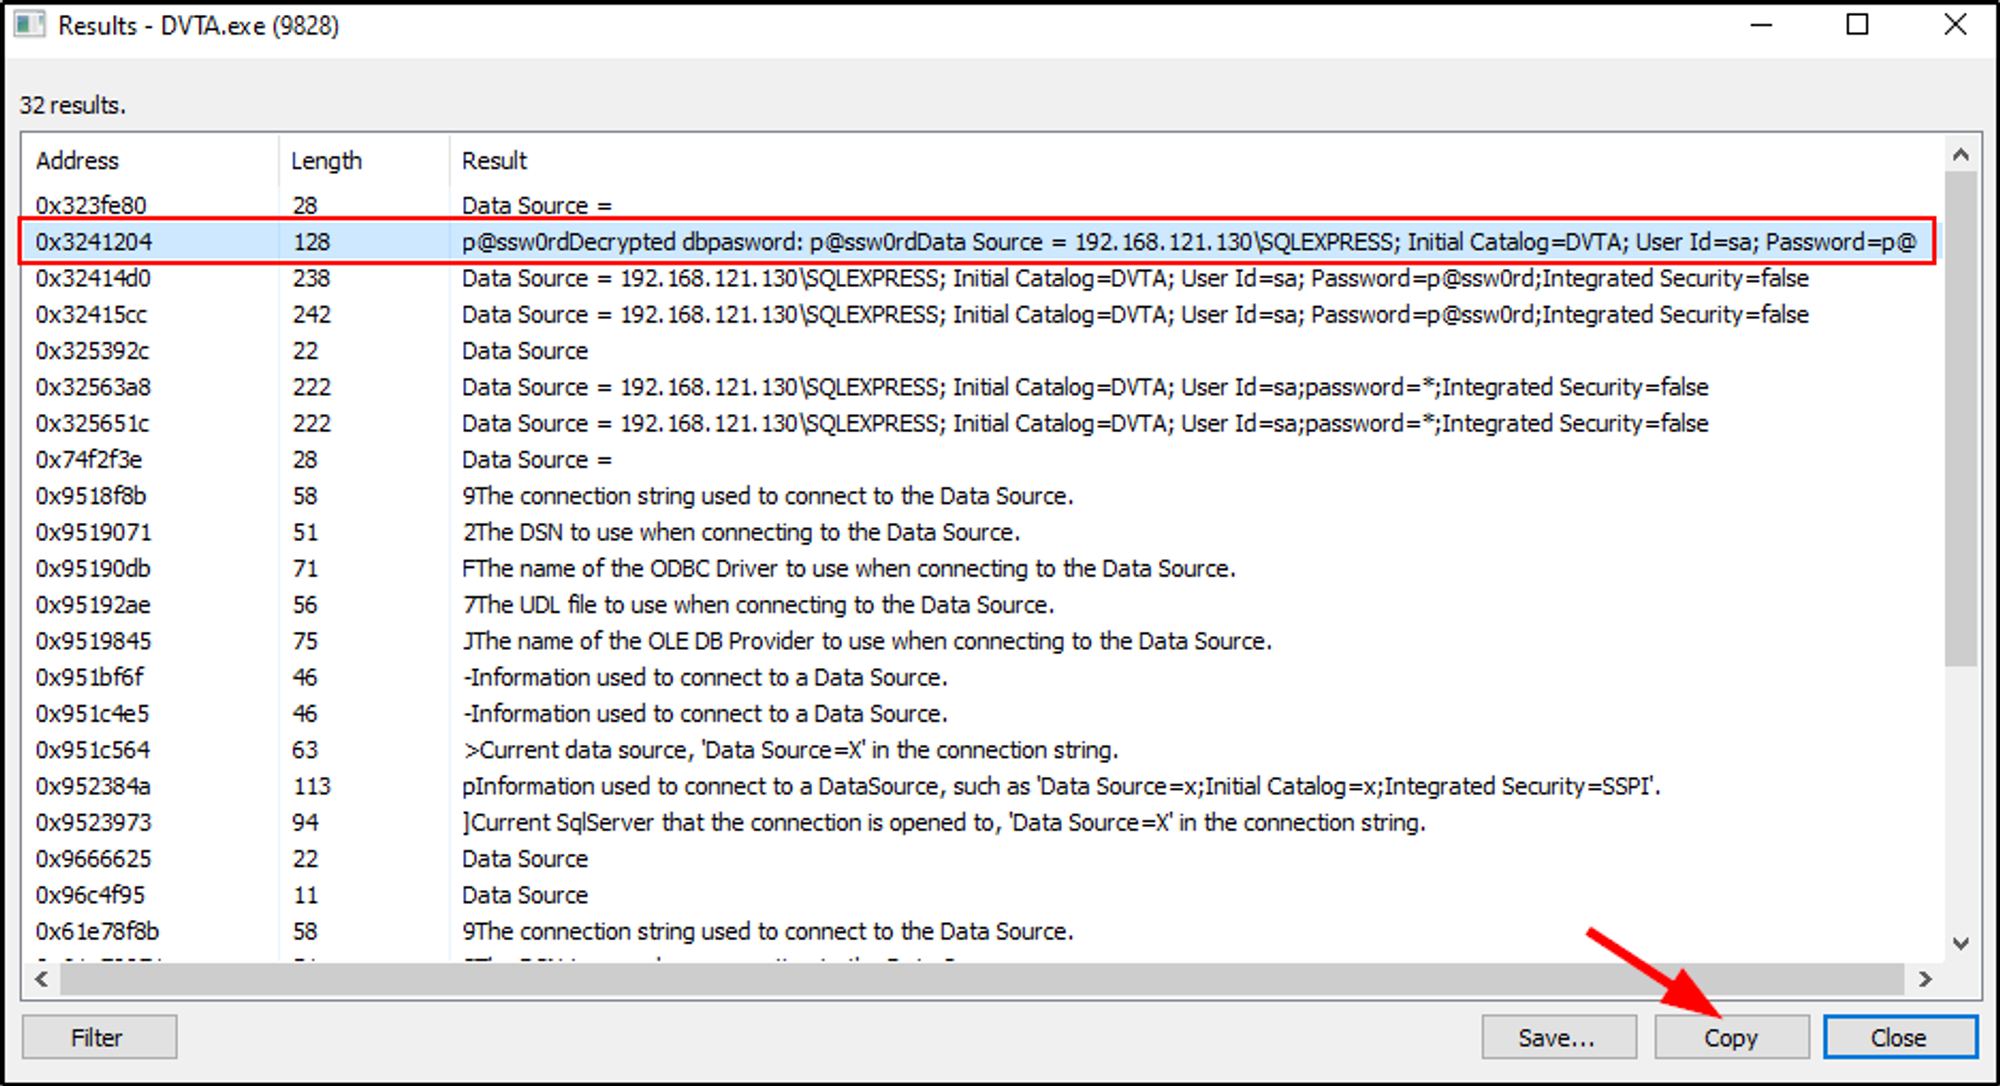 Results - DVTA.exe (9828)
32 results.
Address Length Result
0x323fe80 28 Data Source =
0x3241204 128 p@ssw0rdDecrypted dbpasword: p@ssw0rdData Source = 192.168.121.130\SQLEXPRESS; Initial Catalog=DVTA; User Id=sa; Password=p@
0x32414d0 238 Data Source = 192.168.121.130\SQLEXPRESS; Initial Catalog=DVTA; User Id=sa; Password=p@ssw0rd;Integrated Security=false
0x32415cc 242 Data Source = 192.168.121.130\SQLEXPRESS; Initial Catalog=DVTA; User Id=sa; Password=p@ssw0rd;Integrated Security=false
0x325392c 22 Data Source
0x32563a8 222 Data Source = 192.168.121.130\SQLEXPRESS; Initial Catalog=DVTA; User Id=sa;password=*;Integrated Security=false
0x325651c 222 Data Source = 192.168.121.130\SQLEXPRESS; Initial Catalog=DVTA; User Id=sa;password=*;Integrated Security=false
0x74f2f3e 28 Data Source =
0x9518f8b 58 9The connection string used to connect to the Data Source.
0x9519071 51 2The DSN to use when connecting to the Data Source.
0x95190db 71 FThe name of the ODBC Driver to use when connecting to the Data Source.
0x95192ae 56 7The UDL file to use when connecting to the Data Source.
0x9519845 75 JThe name of the OLE DB Provider to use when connecting to the Data Source.
0x951bf6f 46 -Information used to connect to a Data Source.
0x951c4e5 46 -Information used to connect to a Data Source.
0x951c564 63 >Current data source, 'Data Source=X' in the connection string.
0x952384a 113 pInformation used to connect to a DataSource, such as 'Data Source=x;Initial Catalog=x;Integrated Security=SSPI'.
0x9523973 94 ]Current SqlServer that the connection is opened to, 'Data Source=X' in the connection string.
0x9666625 22 Data Source
0x96c4f95 11 Data Source
0x61e78f8b 58 9The connection string used to connect to the Data Source.
Filter Save... Copy Close